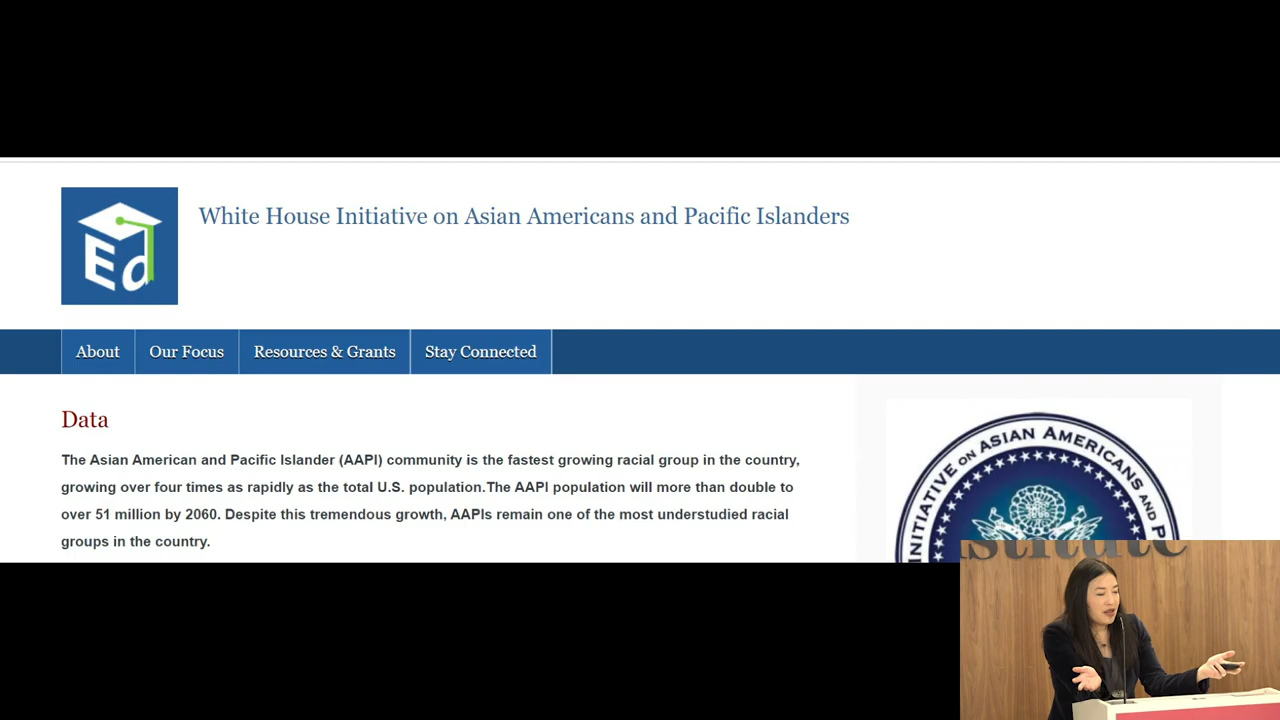 Ed
White House Initiative on Asian Americans and Pacific Islanders
About
Our Focus
Resources & Grants
Stay Connected
Data
The Asian American and Pacific Islander (AAPI) community is the fastest growing racial group in the country,
growing over four times as rapidly as the total U.S. population.The AAPI population will more than double to
over 51 million by 2060. Despite this tremendous growth, AAPIs remain one of the most understudied racial
groups in the country.
INITIATIVE ON ASIAN AMERICANS AND P
stitute